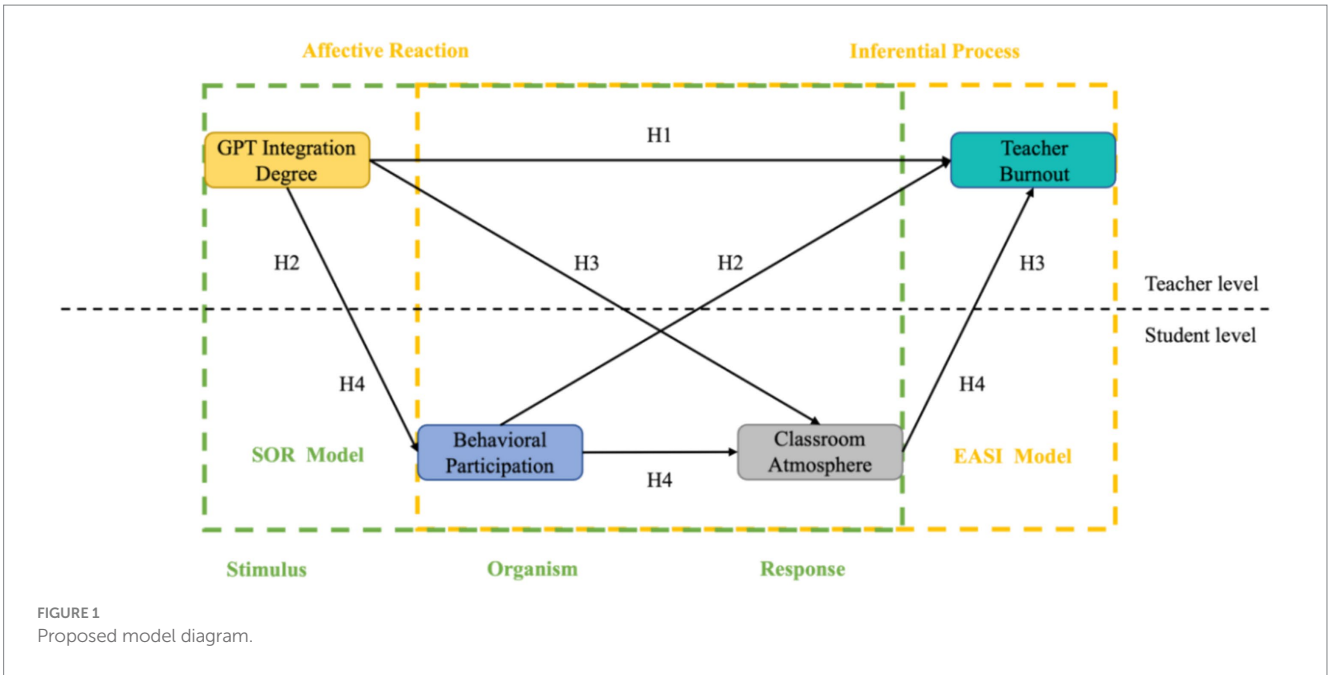 Affective Reaction
Inferential Process
GPT Integration
Degree
H1
Teacher
Burnout
H2
H3
H2
H3
Teacher level
Student level
H4
H4
SOR Model
Behavioral
Participation
H4
Classroom
Atmosphere
EASI Model
Stimulus
Organism
Response
FIGURE 1
Proposed model diagram.